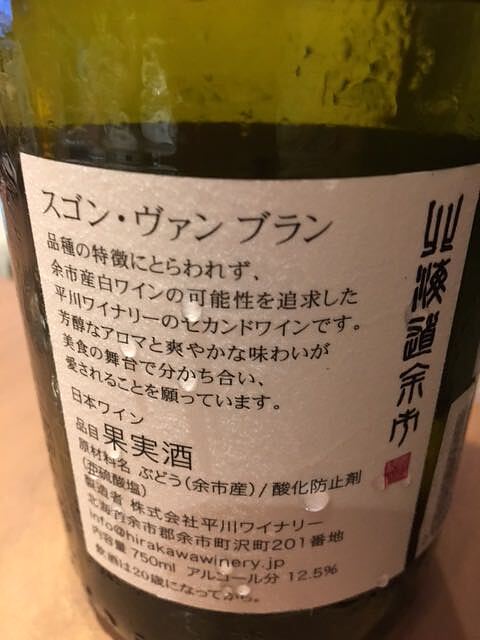 スゴン・ヴァン ブラン
品種の特徴にとらわれず、
余市産白ワインの可能性を追求した
平川ワイナリーのセカンドワインです。
芳醇なアロマと爽やかな味わいが
美食の舞台で分かち合い、
愛されることを願っています。
日本ワイン
品目 果実酒
原材料名 ぶどう(余市産)/酸化防止剤
(亜硫酸塩)
製造者 株式会社平川ワイナリー
北海道余市郡余市町沢町201番地
info@hirakawawinery.jp
内容量 750ml アルコール分 12.5%
飲酒は20歳になってから。
北海道余市